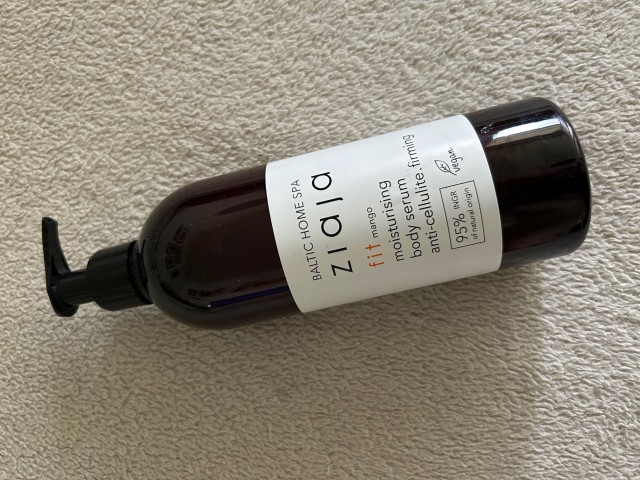 BALTIC HOME SPA
ziaja
fit mango
moisturising
body serum
anti-cellulite.firming
vegan
95% INGR
of natural origin